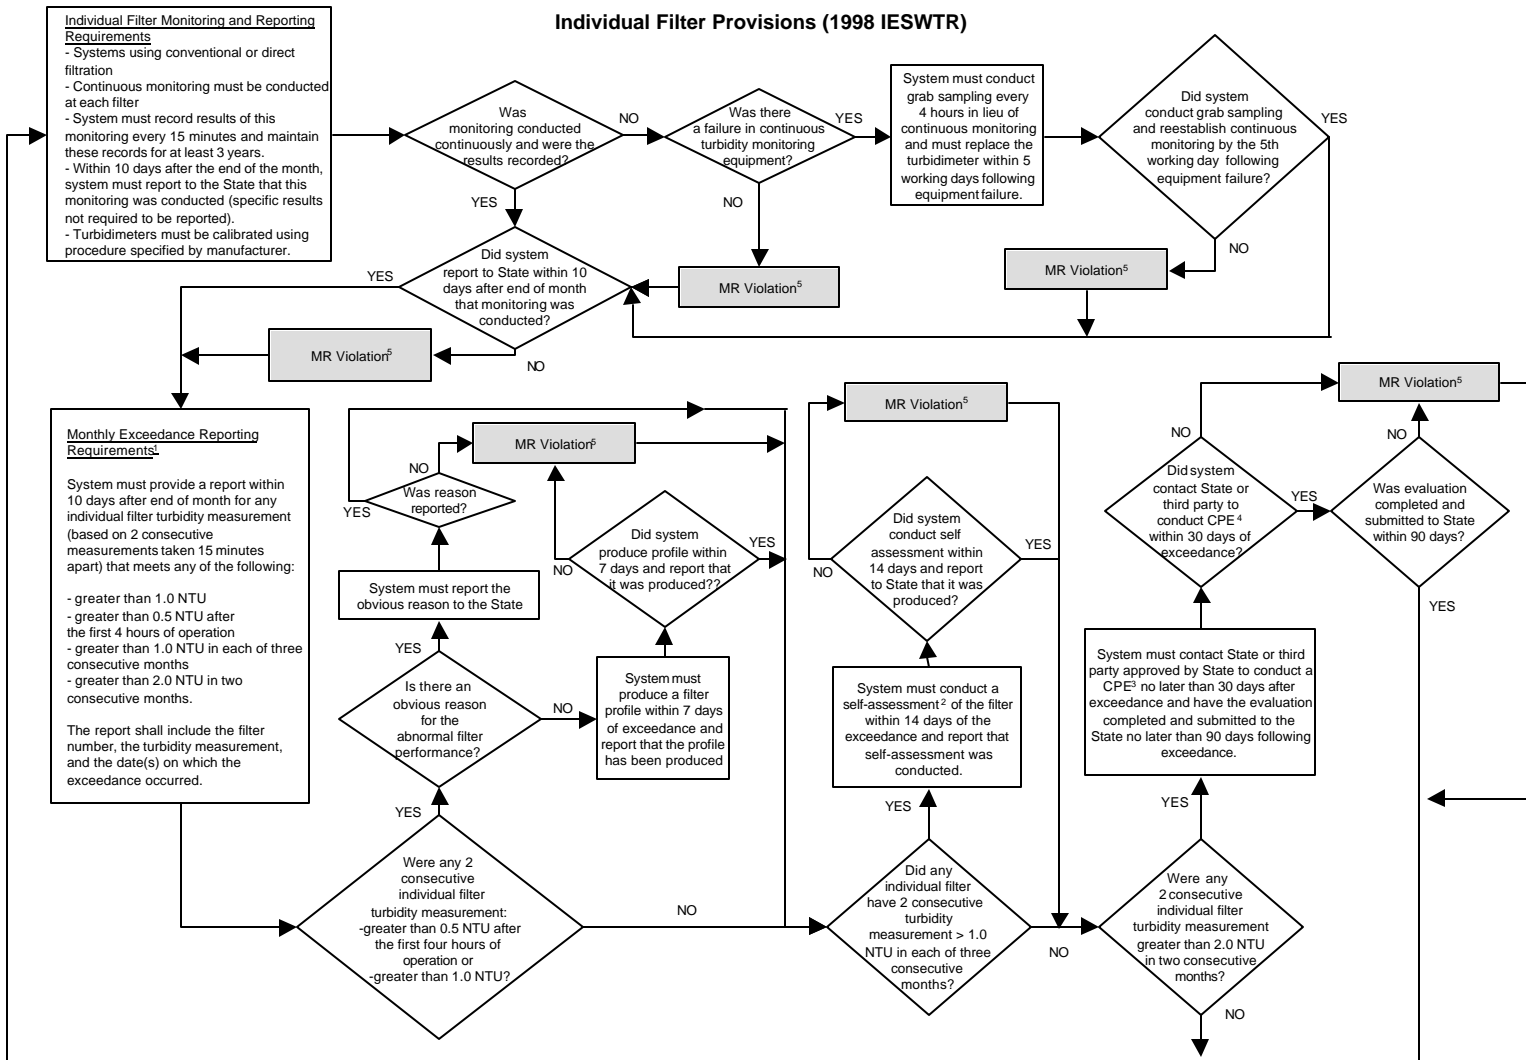 Individual Filter Provisions (1998 IESWTR)
Individual Filter Monitoring and Reporting
Requirements
- Systems using conventional or direct
filtration
- Continuous monitoring must be conducted
at each filter
- System must record results of this
monitoring every 15 minutes and maintain
these records for at least 3 years.
- Within 10 days after the end of the month,
system must report to the State that this
monitoring was conducted (specific results
not required to be reported).
- Turbidimeters must be calibrated using
procedure specified by manufacturer.
Was
monitoring conducted
continuously and were the
results recorded?
NO
YES
Was there
a failure in continuous
turbidity monitoring
equipment?
YES
NO
System must conduct
grab sampling every
4 hours in lieu of
continuous monitoring
and must replace the
turbidimeter within 5
working days following
equipment failure.
Did system
conduct grab sampling
and reestablish continuous
monitoring by the 5th
working day following
equipment failure?
YES
NO
MR Violation5
MR Violation5
Did system
report to State within 10
days after end of month
that monitoring was
conducted?
YES
NO
MR Violation5
Monthly Exceedance Reporting
Requirements1
System must provide a report within
10 days after end of month for any
individual filter turbidity measurement
(based on 2 consecutive
measurements taken 15 minutes
apart) that meets any of the following:
- greater than 1.0 NTU
- greater than 0.5 NTU after
the first 4 hours of operation
- greater than 1.0 NTU in each of three
consecutive months
- greater than 2.0 NTU in two
consecutive months.
The report shall include the filter
number, the turbidity measurement,
and the date(s) on which the
exceedance occurred.
MR Violation5
NO
Was reason
reported?
YES
System must report the
obvious reason to the State
YES
Is there an
obvious reason
for the
abnormal filter
performance?
NO
YES
Did system
produce profile within
7 days and report that
it was produced??
YES
NO
System must
produce a filter
profile within 7 days
of exceedance and
report that the profile
has been produced
Were any 2
consecutive
individual filter
turbidity measurement:
-greater than 0.5 NTU after
the first four hours of
operation or
-greater than 1.0 NTU?
NO
MR Violation5
Did system
conduct self
assessment within
14 days and report
to State that it was
produced?
YES
NO
System must conduct a
self-assessment2 of the filter
within 14 days of the
exceedance and report that
self-assessment was
conducted.
YES
Did any
individual filter
have 2 consecutive
turbidity
measurement > 1.0
NTU in each of three
consecutive
months?
NO
MR Violation5
NO
NO
Did system
contact State or
third party to
conduct CPE4
within 30 days of
exceedance?
YES
Was evaluation
completed and
submitted to State
within 90 days?
YES
System must contact State or third
party approved by State to conduct a
CPE3 no later than 30 days after
exceedance and have the evaluation
completed and submitted to the
State no later than 90 days following
exceedance.
YES
Were any
2 consecutive
individual filter
turbidity measurement
greater than 2.0 NTU
in two consecutive
months?
NO